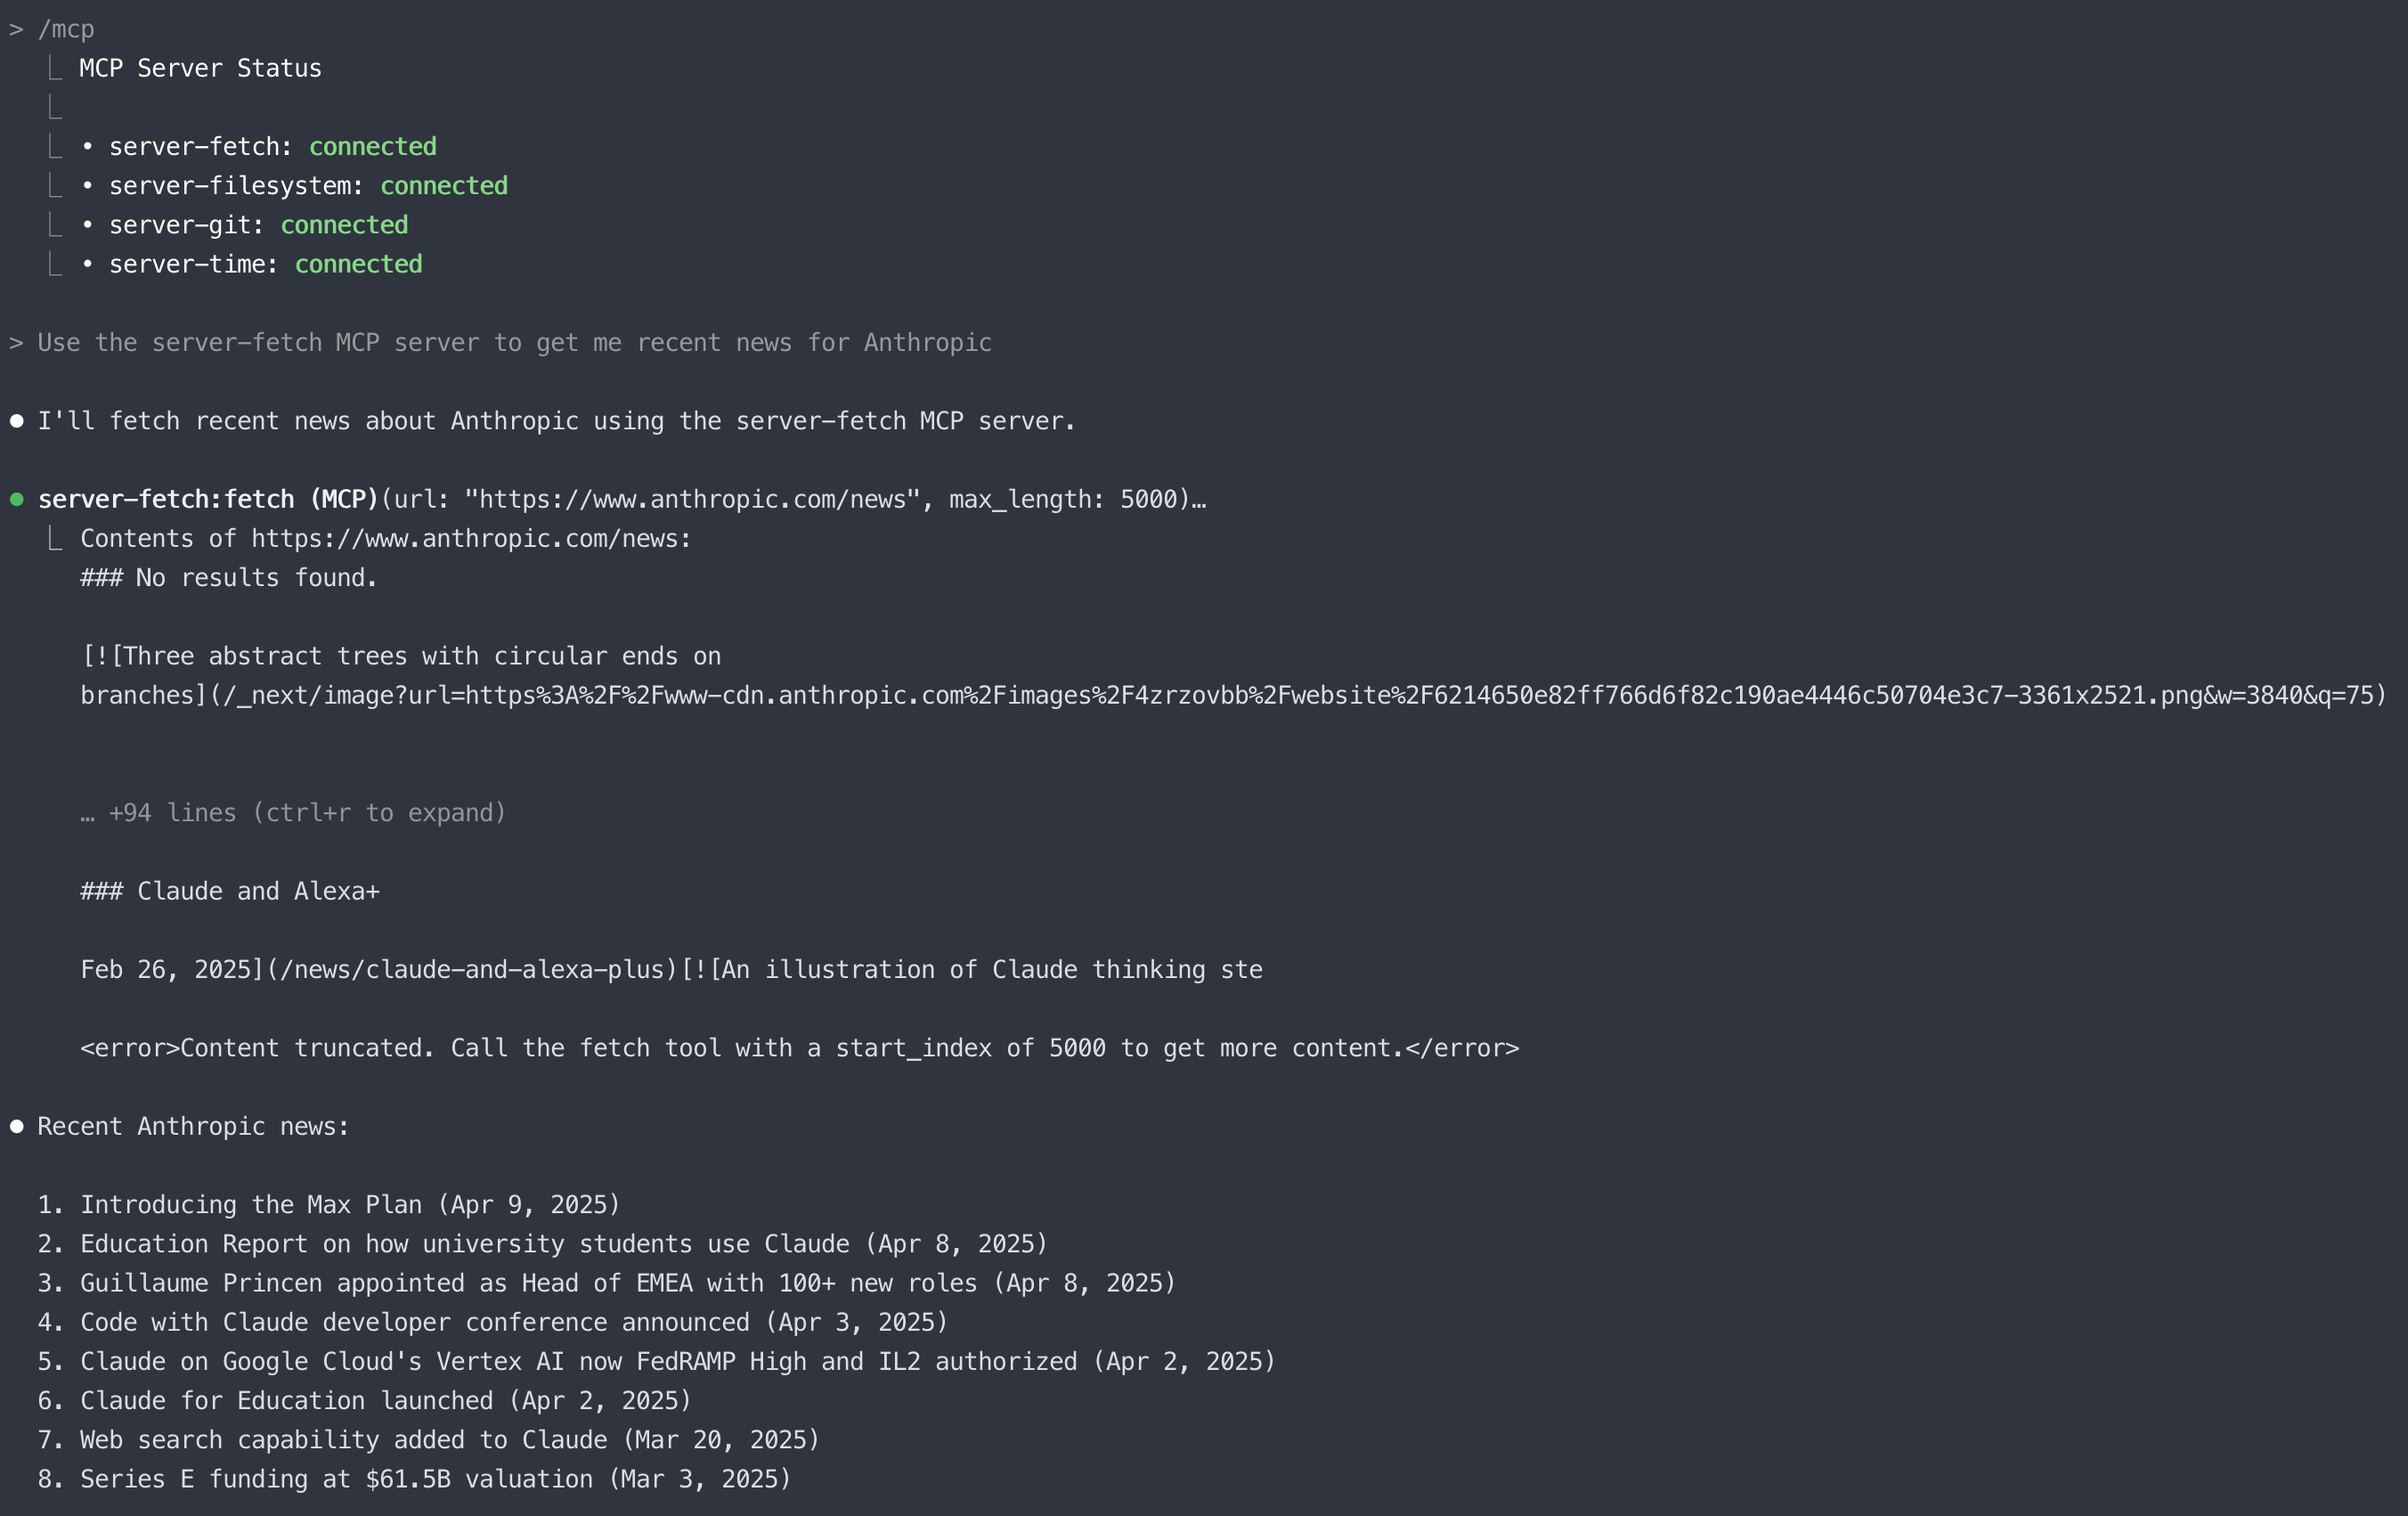 > /mcp
⎿ MCP Server Status
⎿
⎿ • server-fetch: connected
⎿ • server-filesystem: connected
⎿ • server-git: connected
⎿ • server-time: connected
> Use the server-fetch MCP server to get me recent news for Anthropic
● I'll fetch recent news about Anthropic using the server-fetch MCP server.
● server-fetch:fetch (MCP)(url: "https://www.anthropic.com/news", max_length: 5000)…
⎿ Contents of https://www.anthropic.com/news:
### No results found.
[![Three abstract trees with circular ends on
branches](/_next/image?url=https%3A%2F%2Fwww-cdn.anthropic.com%2Fimages%2F4zrzovbb%2Fwebsite%2F6214650e82ff766d6f82c190ae4446c50704e3c7-3361x2521.png&w=3840&q=75)
… +94 lines (ctrl+r to expand)
### Claude and Alexa+
Feb 26, 2025](/news/claude-and-alexa-plus)[![An illustration of Claude thinking ste
<error>Content truncated. Call the fetch tool with a start_index of 5000 to get more content.</error>
● Recent Anthropic news:
1. Introducing the Max Plan (Apr 9, 2025)
2. Education Report on how university students use Claude (Apr 8, 2025)
3. Guillaume Princen appointed as Head of EMEA with 100+ new roles (Apr 8, 2025)
4. Code with Claude developer conference announced (Apr 3, 2025)
5. Claude on Google Cloud's Vertex AI now FedRAMP High and IL2 authorized (Apr 2, 2025)
6. Claude for Education launched (Apr 2, 2025)
7. Web search capability added to Claude (Mar 20, 2025)
8. Series E funding at $61.5B valuation (Mar 3, 2025)